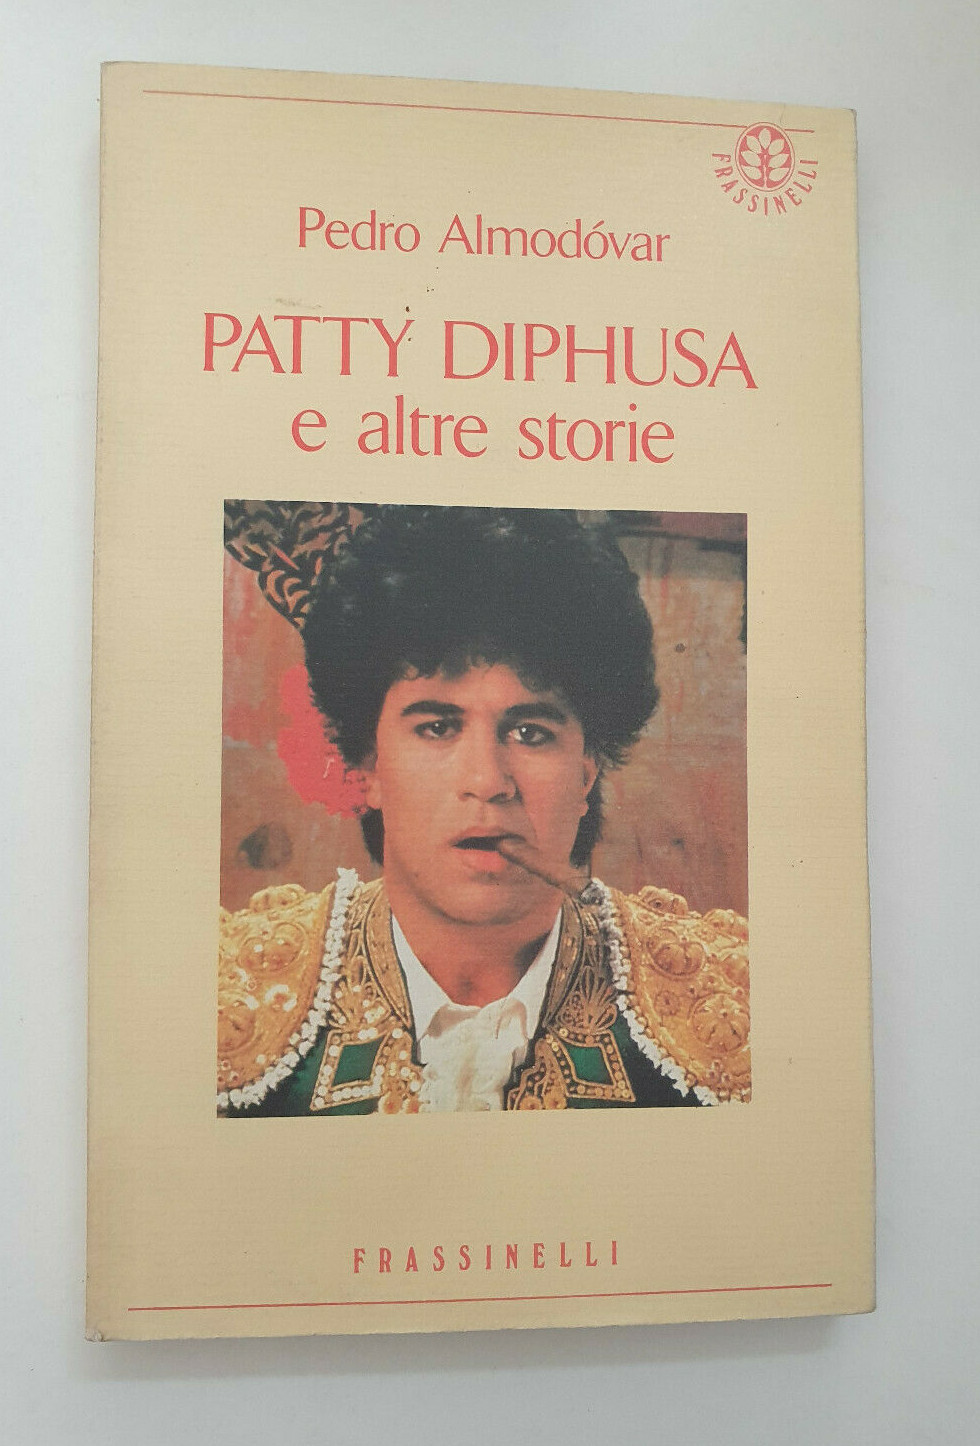 FRASSINELLI
Pedro Almodóvar
PATTY DIPHUSA
e altre storie
FRASSINELLI